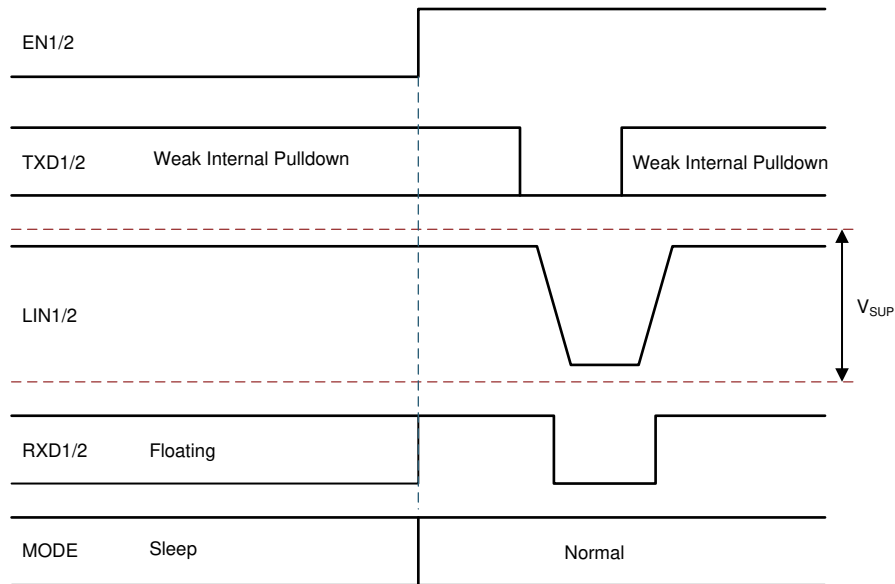 EN1/2
TXD1/2 Weak Internal Pulldown Weak Internal Pulldown
LIN1/2
VSUP
RXD1/2 Floating
MODE Sleep Normal